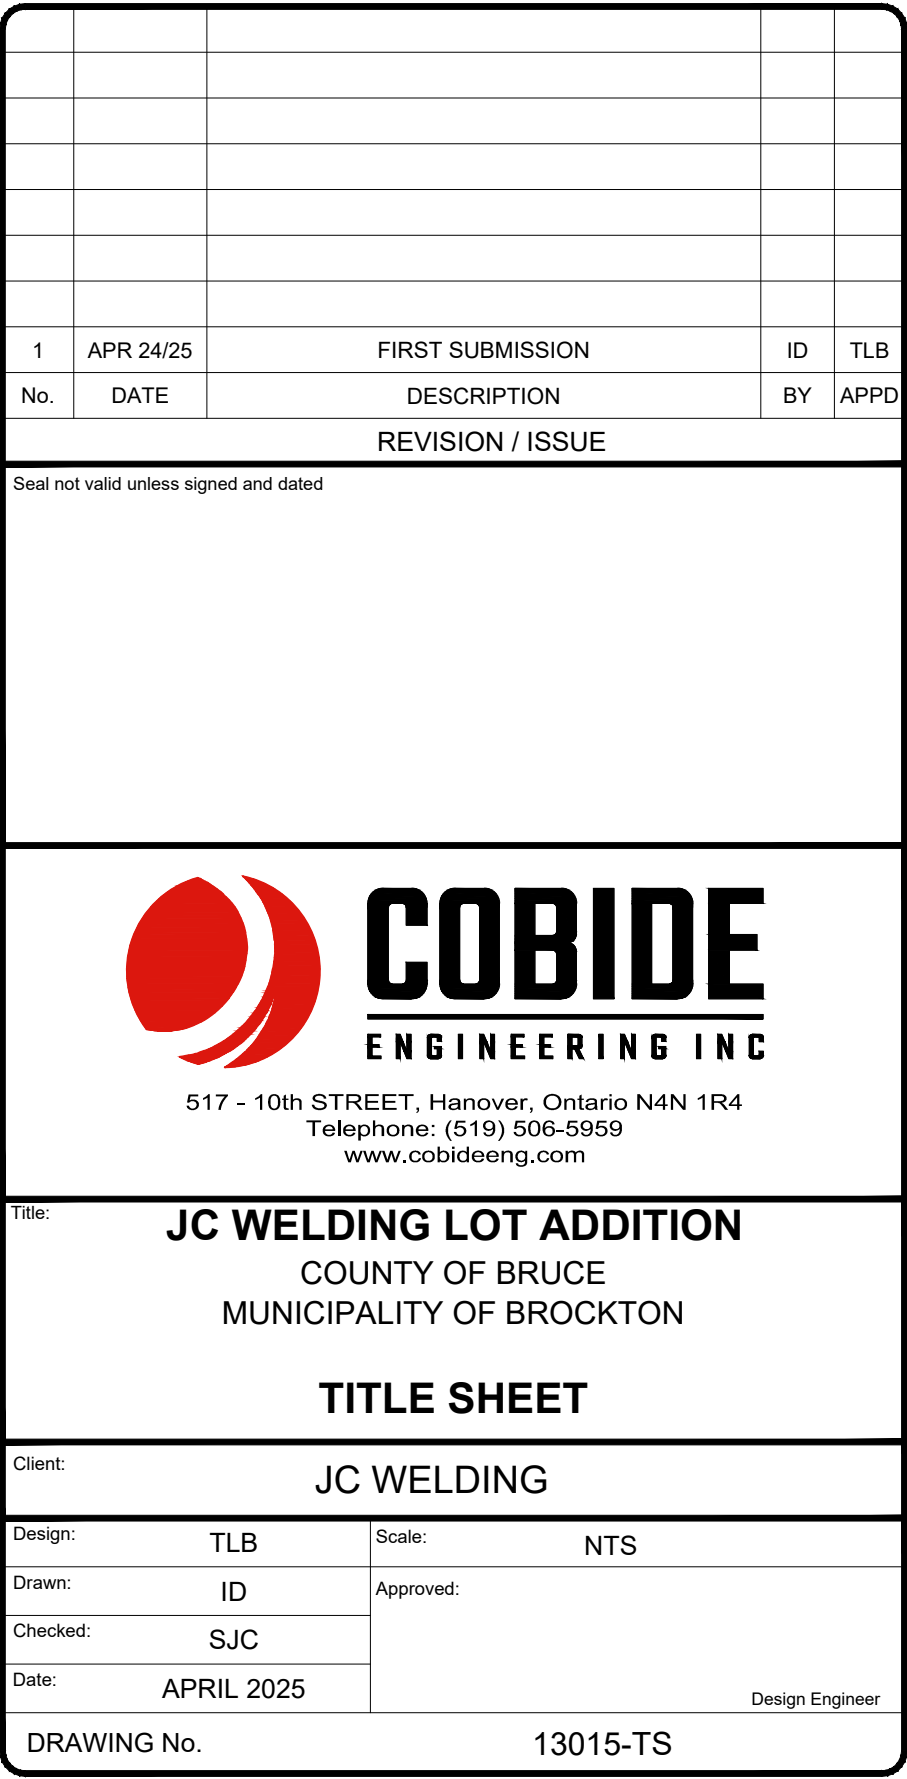 1 APR 24/25 FIRST SUBMISSION ID TLB
No. DATE DESCRIPTION BY APPD
REVISION / ISSUE
Seal not valid unless signed and dated
COBIDE
ENGINEERING INC
517 - 10th STREET, Hanover, Ontario N4N 1R4
Telephone: (519) 506-5959
www.cobideeng.com
Title:
JC WELDING LOT ADDITION
COUNTY OF BRUCE
MUNICIPALITY OF BROCKTON
TITLE SHEET
Client: JC WELDING
Design: TLB Scale: NTS
Drawn: ID Approved:
Checked: SJC
Date: APRIL 2025
Design Engineer
DRAWING No. 13015-TS